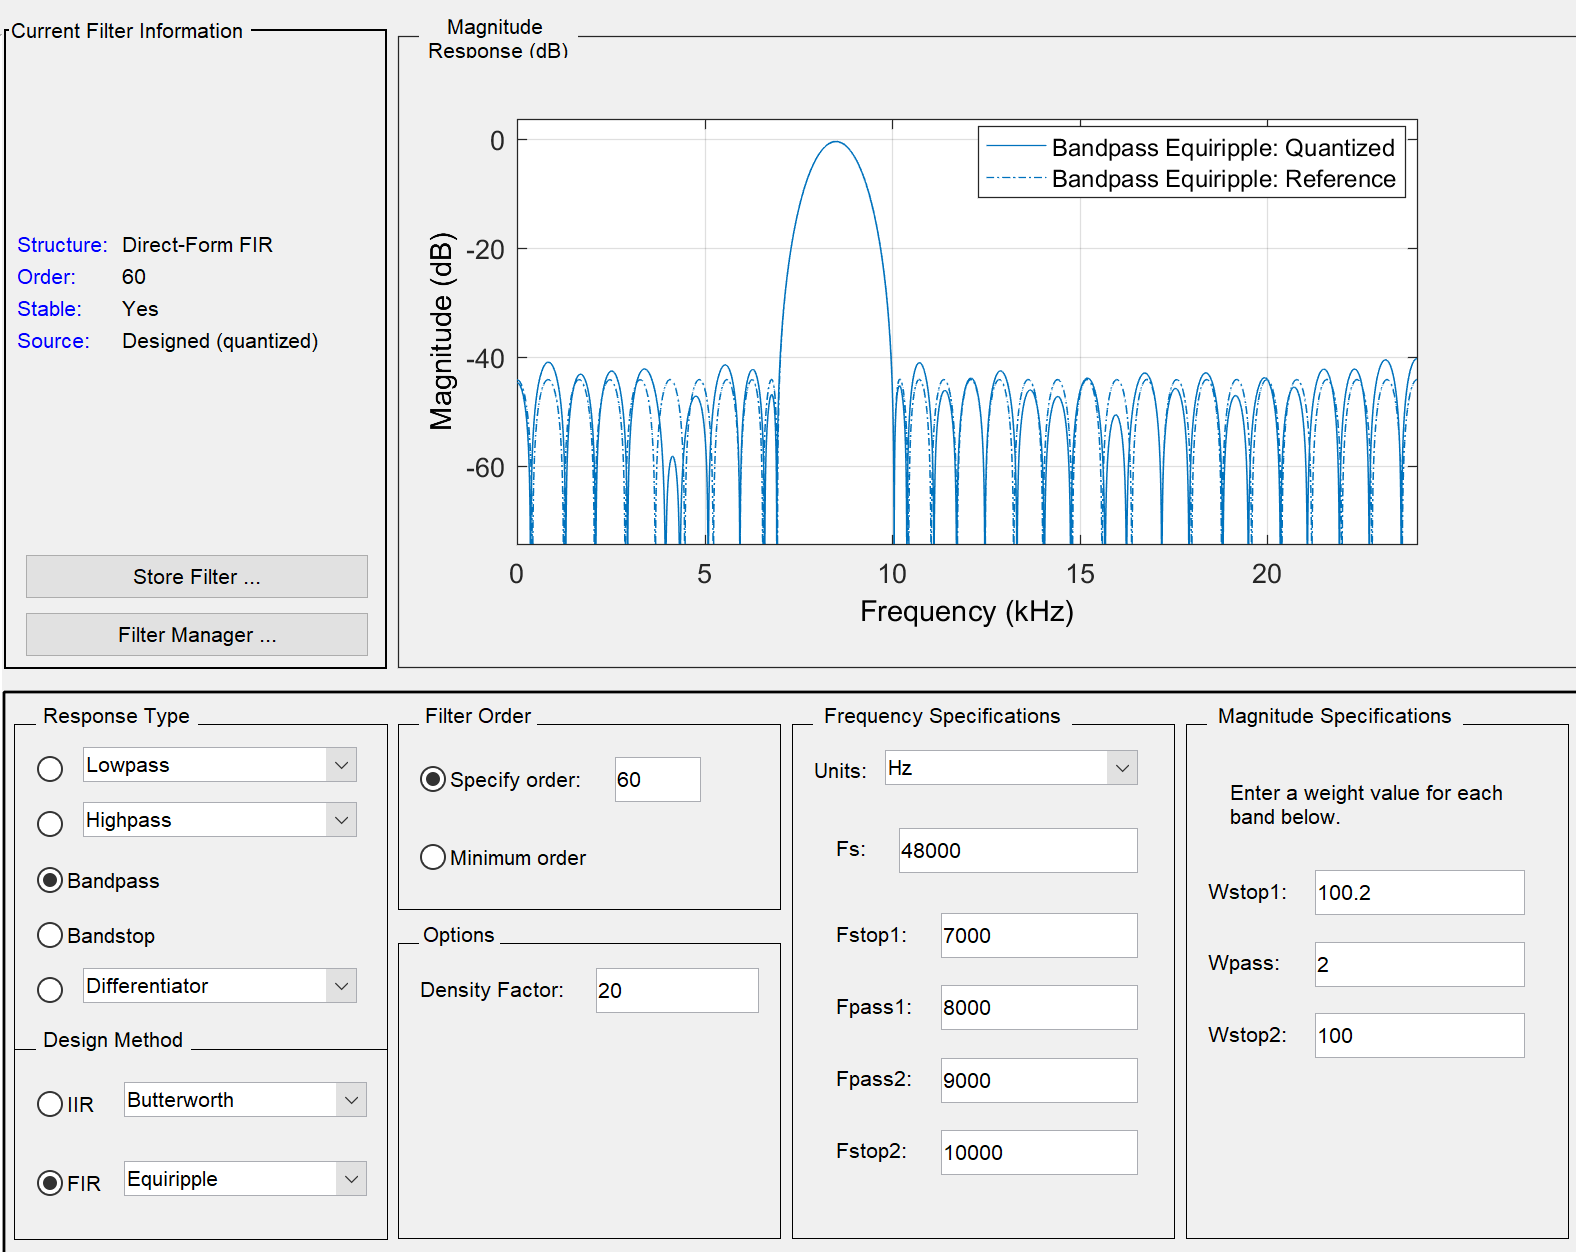 Current Filter Information
Structure: Direct-Form FIR
Order: 60
Stable: Yes
Source: Designed (quantized)
Store Filter ...
Filter Manager ...
Magnitude
Response (dB)
Bandpass Equiripple: Quantized
Bandpass Equiripple: Reference
Magnitude (dB)
0
-20
-40
-60
0 5 10 15 20
Frequency (kHz)
Response Type
Lowpass
Highpass
Bandpass
Bandstop
Differentiator
Design Method
IIR Butterworth
FIR Equiripple
Filter Order
Specify order: 60
Minimum order
Options
Density Factor: 20
Frequency Specifications
Units: Hz
Fs: 48000
Fstop1: 7000
Fpass1: 8000
Fpass2: 9000
Fstop2: 10000
Magnitude Specifications
Enter a weight value for each
band below.
Wstop1: 100.2
Wpass: 2
Wstop2: 100